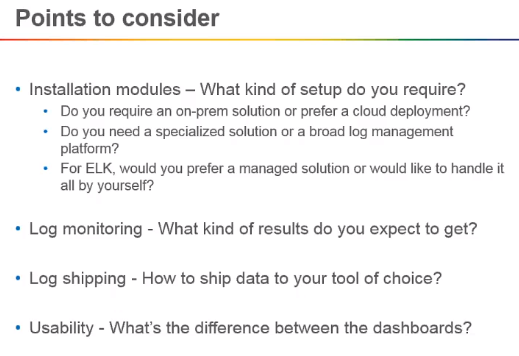 Points to consider
• Installation modules – What kind of setup do you require?
• Do you require an on-prem solution or prefer a cloud deployment?
• Do you need a specialized solution or a broad log management
platform?
• For ELK, would you prefer a managed solution or would like to handle it
all by yourself?
• Log monitoring - What kind of results do you expect to get?
• Log shipping - How to ship data to your tool of choice?
• Usability - What's the difference between the dashboards?